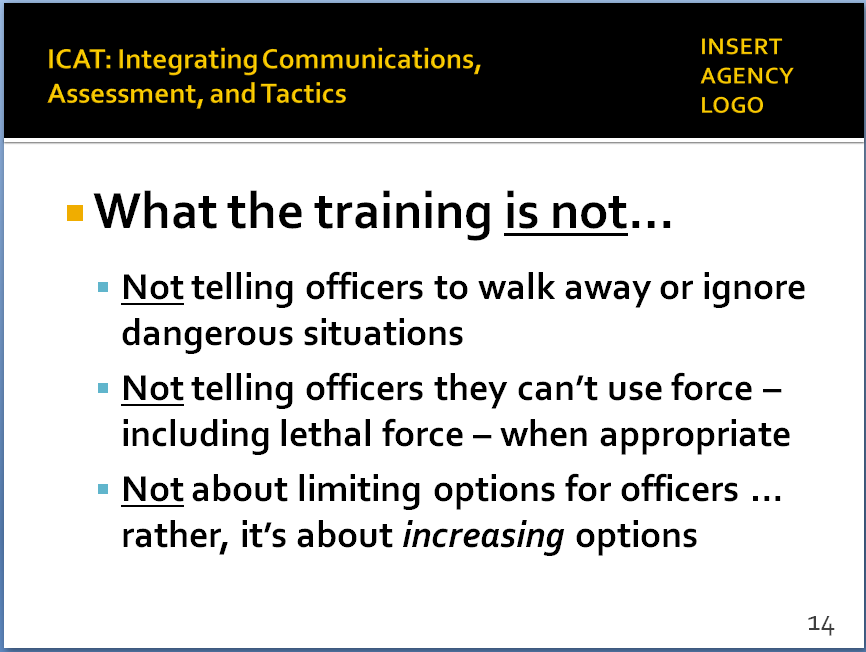 ICAT: Integrating Communications,
Assessment, and Tactics
INSERT
AGENCY
LOGO
What the training is not...
Not telling officers to walk away or ignore
dangerous situations
Not telling officers they can’t use force –
including lethal force – when appropriate
Not about limiting options for officers ...
rather, it’s about increasing options
14